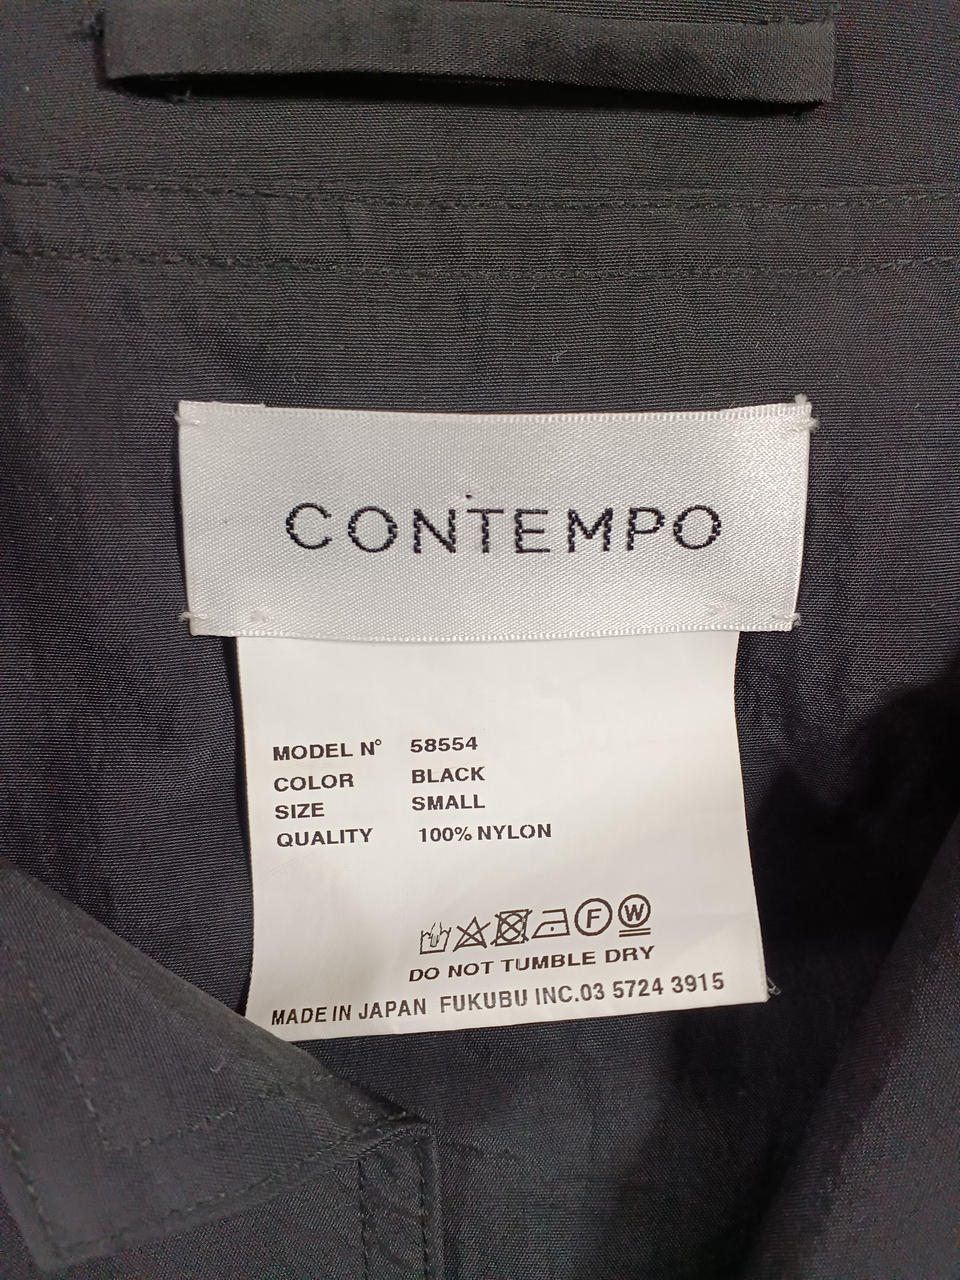 CONTEMPO
MODEL N° 58554
COLOR BLACK
SIZE SMALL
QUALITY 100% NYLON
F W
DO NOT TUMBLE DRY
MADE IN JAPAN FUKUBU INC.03 5724 3915